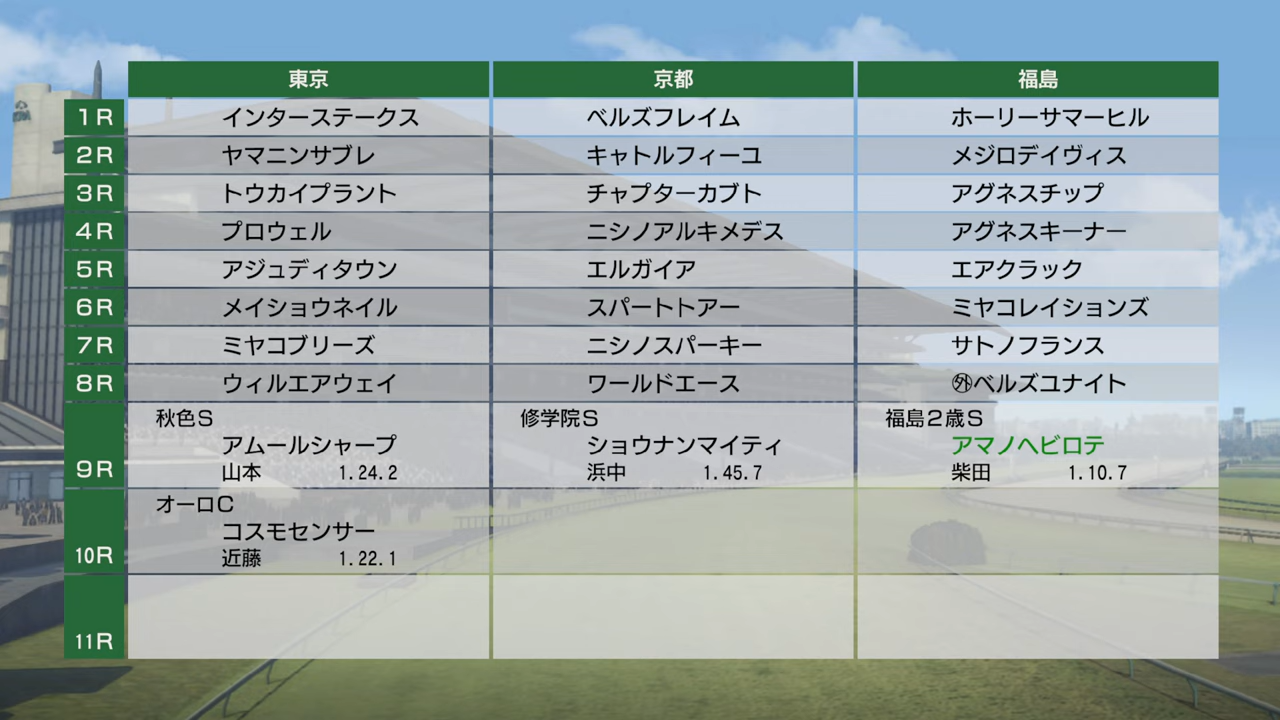 東京 京都 福島
1R インターステークス ベルズフレイム ホーリーサマーヒル
2R ヤマニンサブレ キャトルフィーユ メジロデイヴィス
3R トウカイプラント チャプターカブト アグネスチップ
4R プロウェル ニシノアルキメデス アグネスキーナー
5R アジュディタウン エルガイア エアクラック
6R メイショウネイル スパートトアー ミヤコレイションズ
7R ミヤコブリーズ ニシノスパーキー サトノフランス
8R ウィルエアウェイ ワールドエース ㊕ベルズユナイト
秋色S 修学院S 福島2歳S
アムールシャープ ショウナンマイティ アマノヘビロテ
9R 山本 1.24.2 浜中 1.45.7 柴田 1.10.7
オーロC
コスモセンサー
10R 近藤 1.22.1
11R